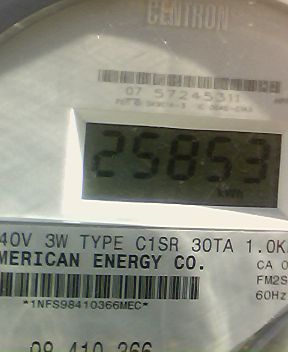 CENTRON
07 57245311
25853
kWh
40V 3W TYPE C1SR 30TA 1.0K
MERICAN ENERGY CO.
CA 0
FM2S
60Hz
*1NFS98410366MEC*
98 410 366